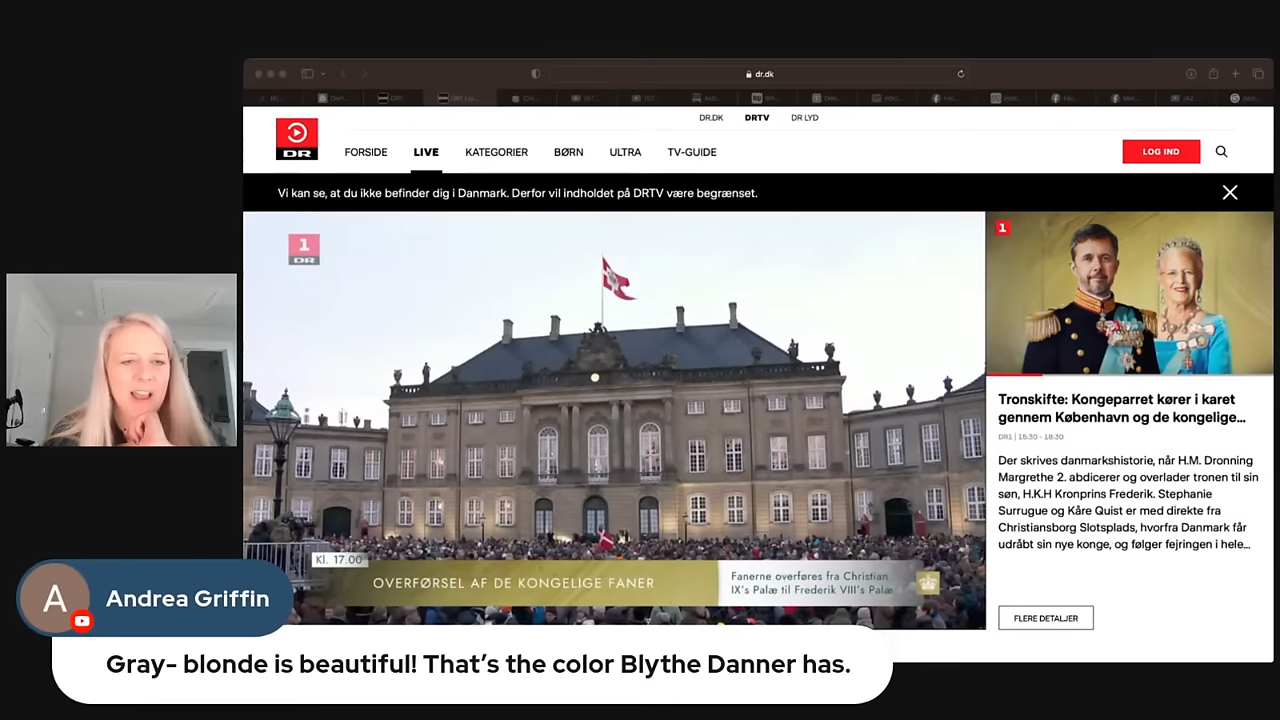 dr.dk
DR.DK DRTV DR LYD
DR
FORSIDE LIVE KATEGORIER BØRN ULTRA TV-GUIDE
LOG IND
Vi kan se, at du ikke befinder dig i Danmark. Derfor vil indholdet på DRTV være begrænset.
1
DR
1
Tronskifte: Kongeparret kører i karet
gennem København og de kongelige...
DR1 | 15:30 - 18:30
Der skrives danmarkshistorie, når H.M. Dronning
Margrethe 2. abdicerer og overlader tronen til sin
søn, H.K.H Kronprins Frederik. Stephanie
Surrugue og Kåre Quist er med direkte fra
Christiansborg Slotsplads, hvorfra Danmark får
udråbt sin nye konge, og følger fejringen i hele...
FLERE DETALJER
Kl. 17.00
OVERFØRSEL AF DE KONGELIGE FANER
Fanerne overføres fra Christian
IX's Palæ til Frederik VIII's Palæ
A
Andrea Griffin
Gray- blonde is beautiful! That's the color Blythe Danner has.